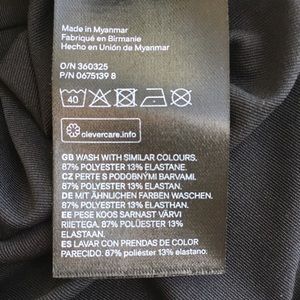 Made in Myanmar
Fabriqué en Birmanie
Hecho en Unión de Myanmar
O/N 360325
P/N 0675139 8
40
clevercare.info
GB WASH WITH SIMILAR COLOURS.
87% POLYESTER 13% ELASTANE.
CZ PERTE S PODOBNÝMI BARVAMI.
87% POLYESTER 13% ELASTAN.
DE MIT ÄHNLICHEN FARBEN WASCHEN.
87% POLYESTER 13% ELASTHAN.
EE PESE KOOS SARNAST VÄRVI
RIIETEGA. 87% POLÜESTER 13%
ELASTAAN.
ES LAVAR CON PRENDAS DE COLOR
PARECIDO. 87% poliéster 13% elastano.